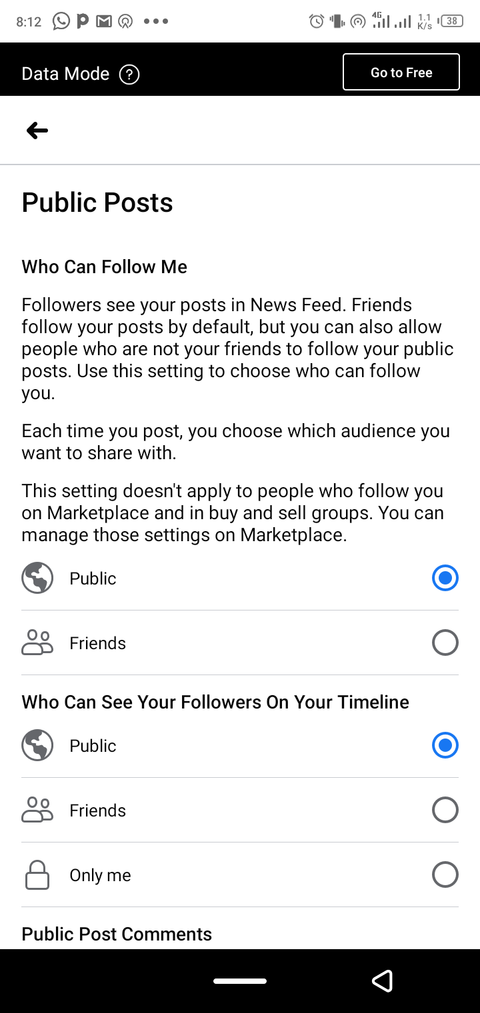 8:12
4G
1.1
K/s
38
Data Mode ?
Go to Free
Public Posts
Who Can Follow Me
Followers see your posts in News Feed. Friends
follow your posts by default, but you can also allow
people who are not your friends to follow your public
posts. Use this setting to choose who can follow
you.
Each time you post, you choose which audience you
want to share with.
This setting doesn't apply to people who follow you
on Marketplace and in buy and sell groups. You can
manage those settings on Marketplace.
Public
Friends
Who Can See Your Followers On Your Timeline
Public
Friends
Only me
Public Post Comments